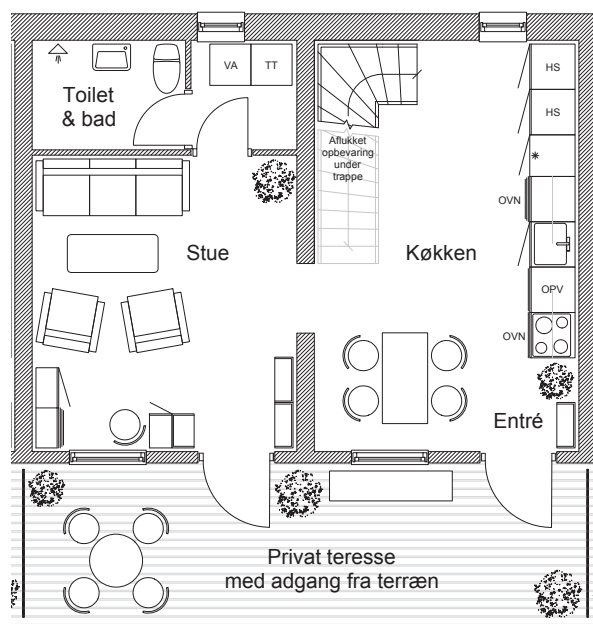 VA
TT
HS
HS
Toilet
& bad
Aflukket
opbevaring
under
trappe
*
OVN
Stue
Køkken
OPV
OVN
Entré
Privat teresse
med adgang fra terræn